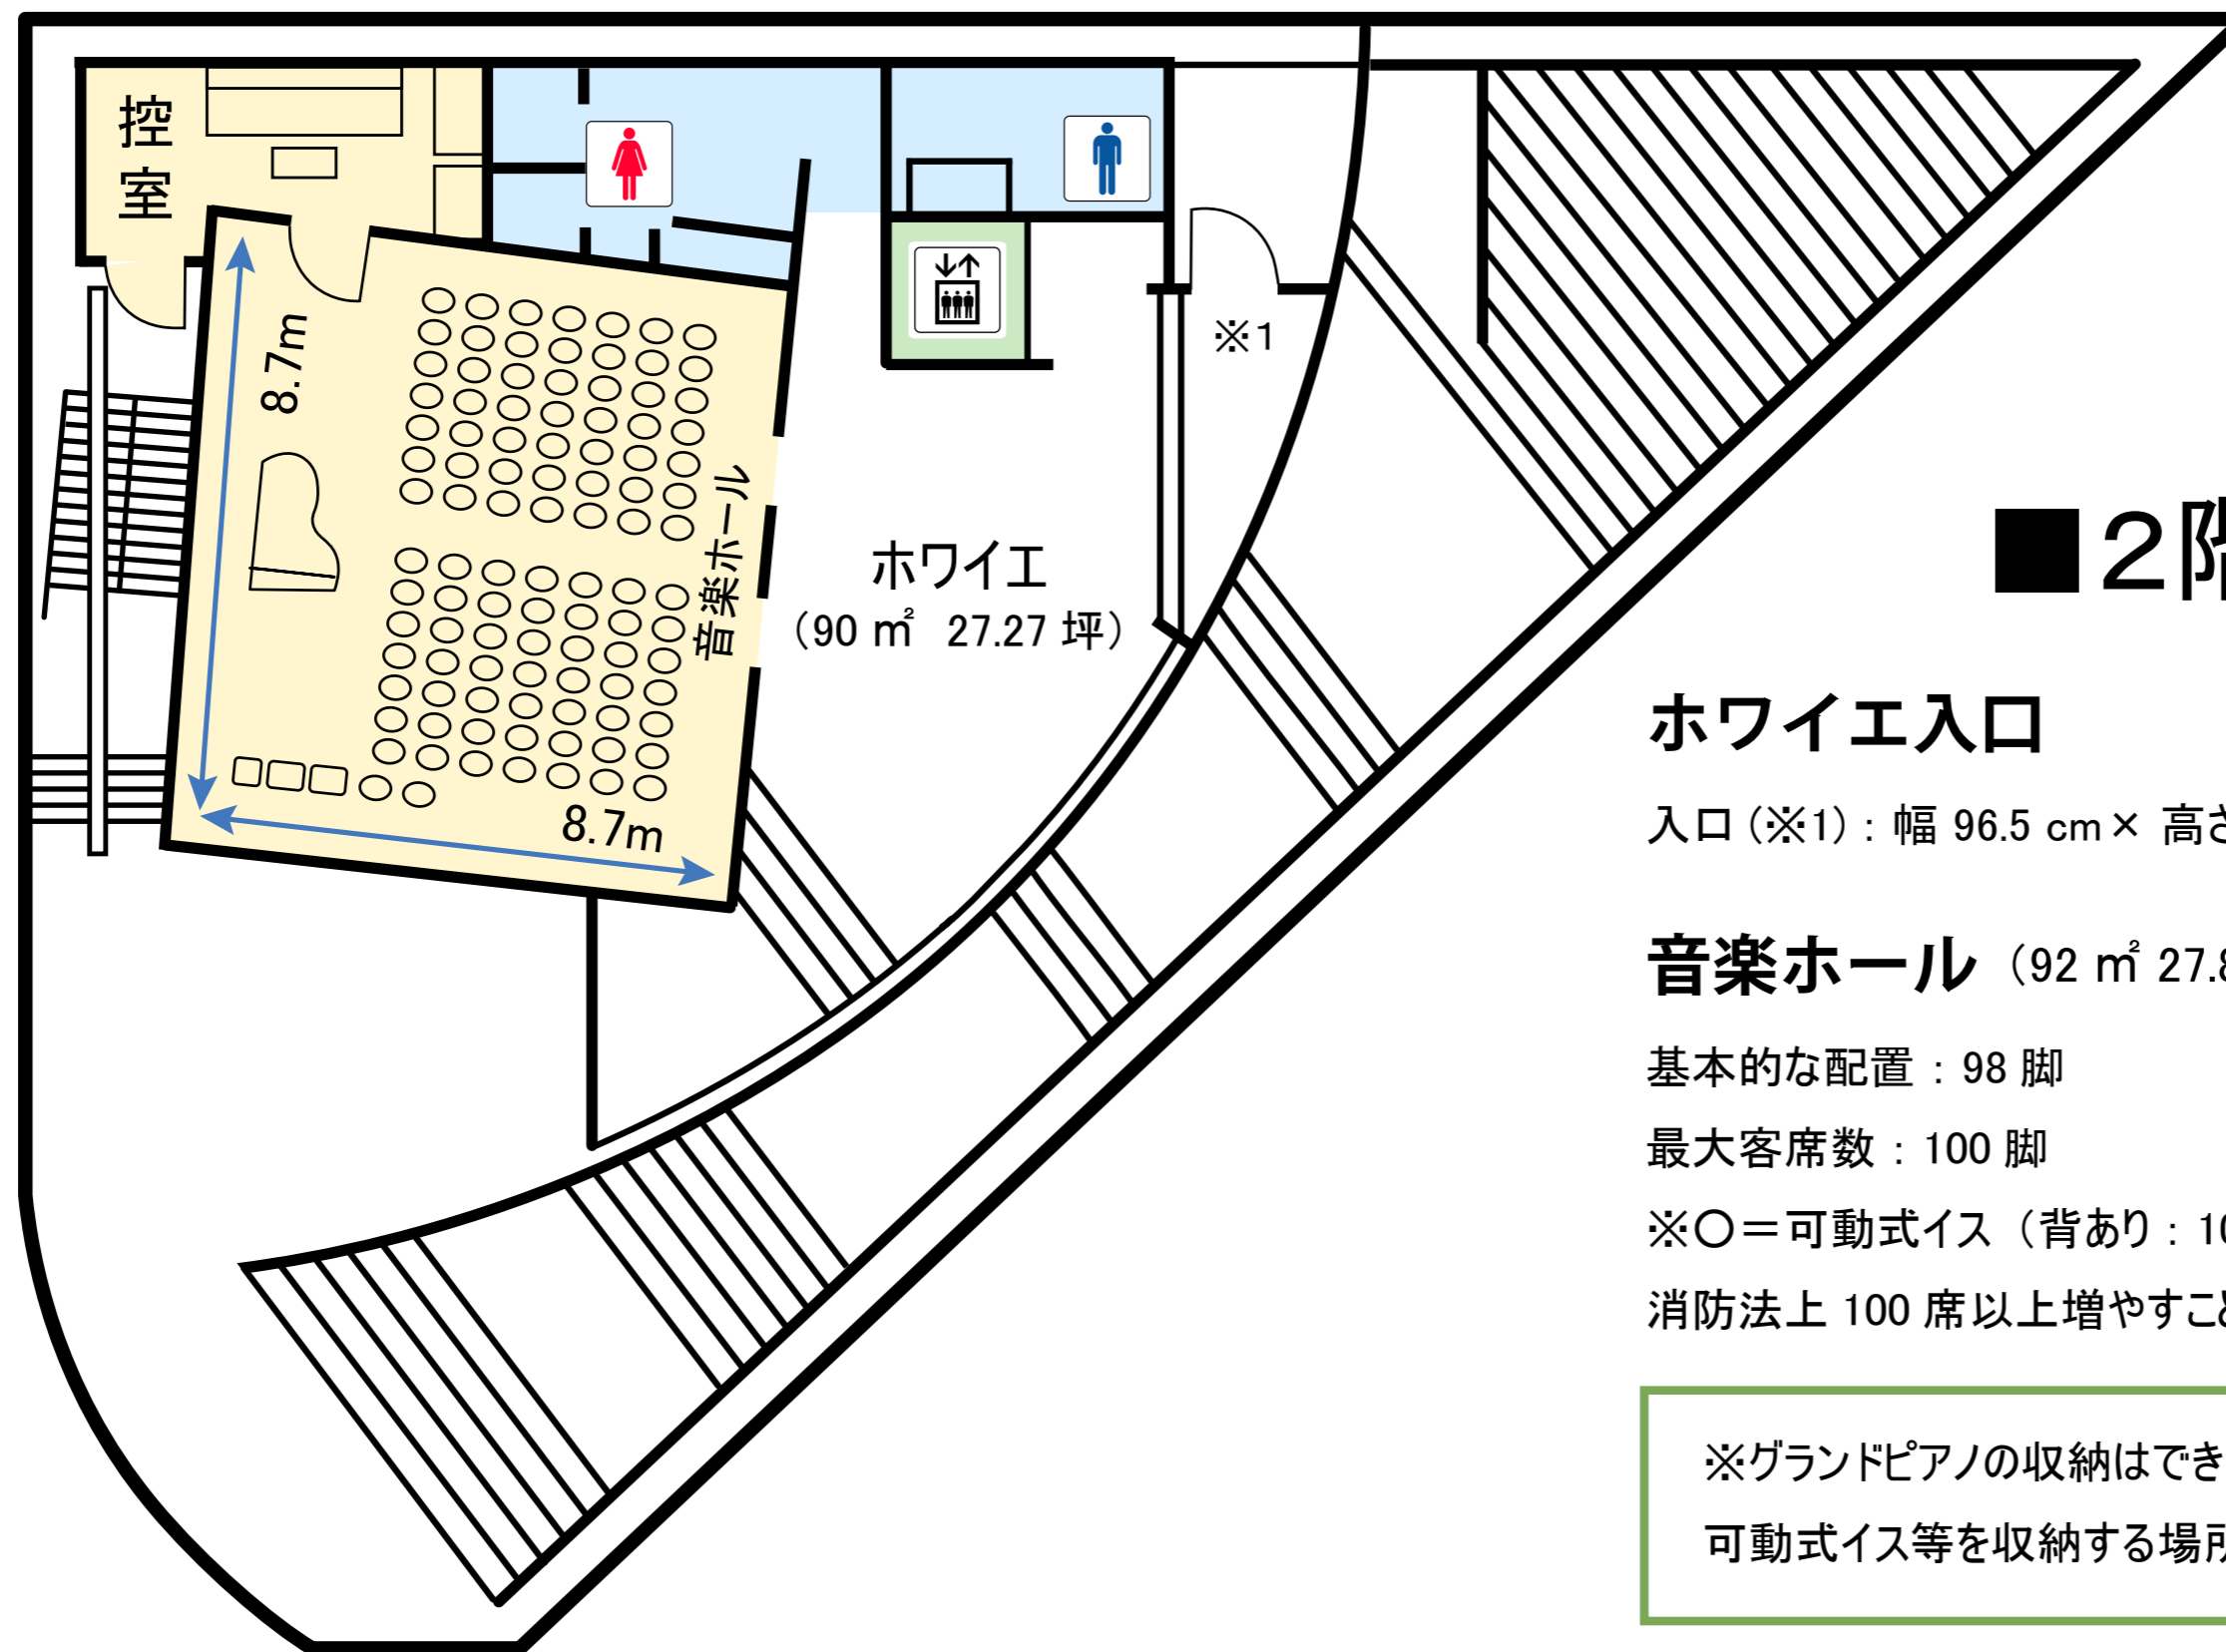 控室
8.7m
音楽ホール
8.7m
ホワイエ
（90 ㎡ 27.27 坪）
※1
■２階
ホワイエ入口
入口（※1）：幅 96.5 cm× 高さ
音楽ホール（92 ㎡ 27.8
基本的な配置：98 脚
最大客席数：100 脚
※〇＝可動式イス（背あり：10
消防法上 100 席以上増やすこと
※グランドピアノの収納はでき
可動式イス等を収納する場所